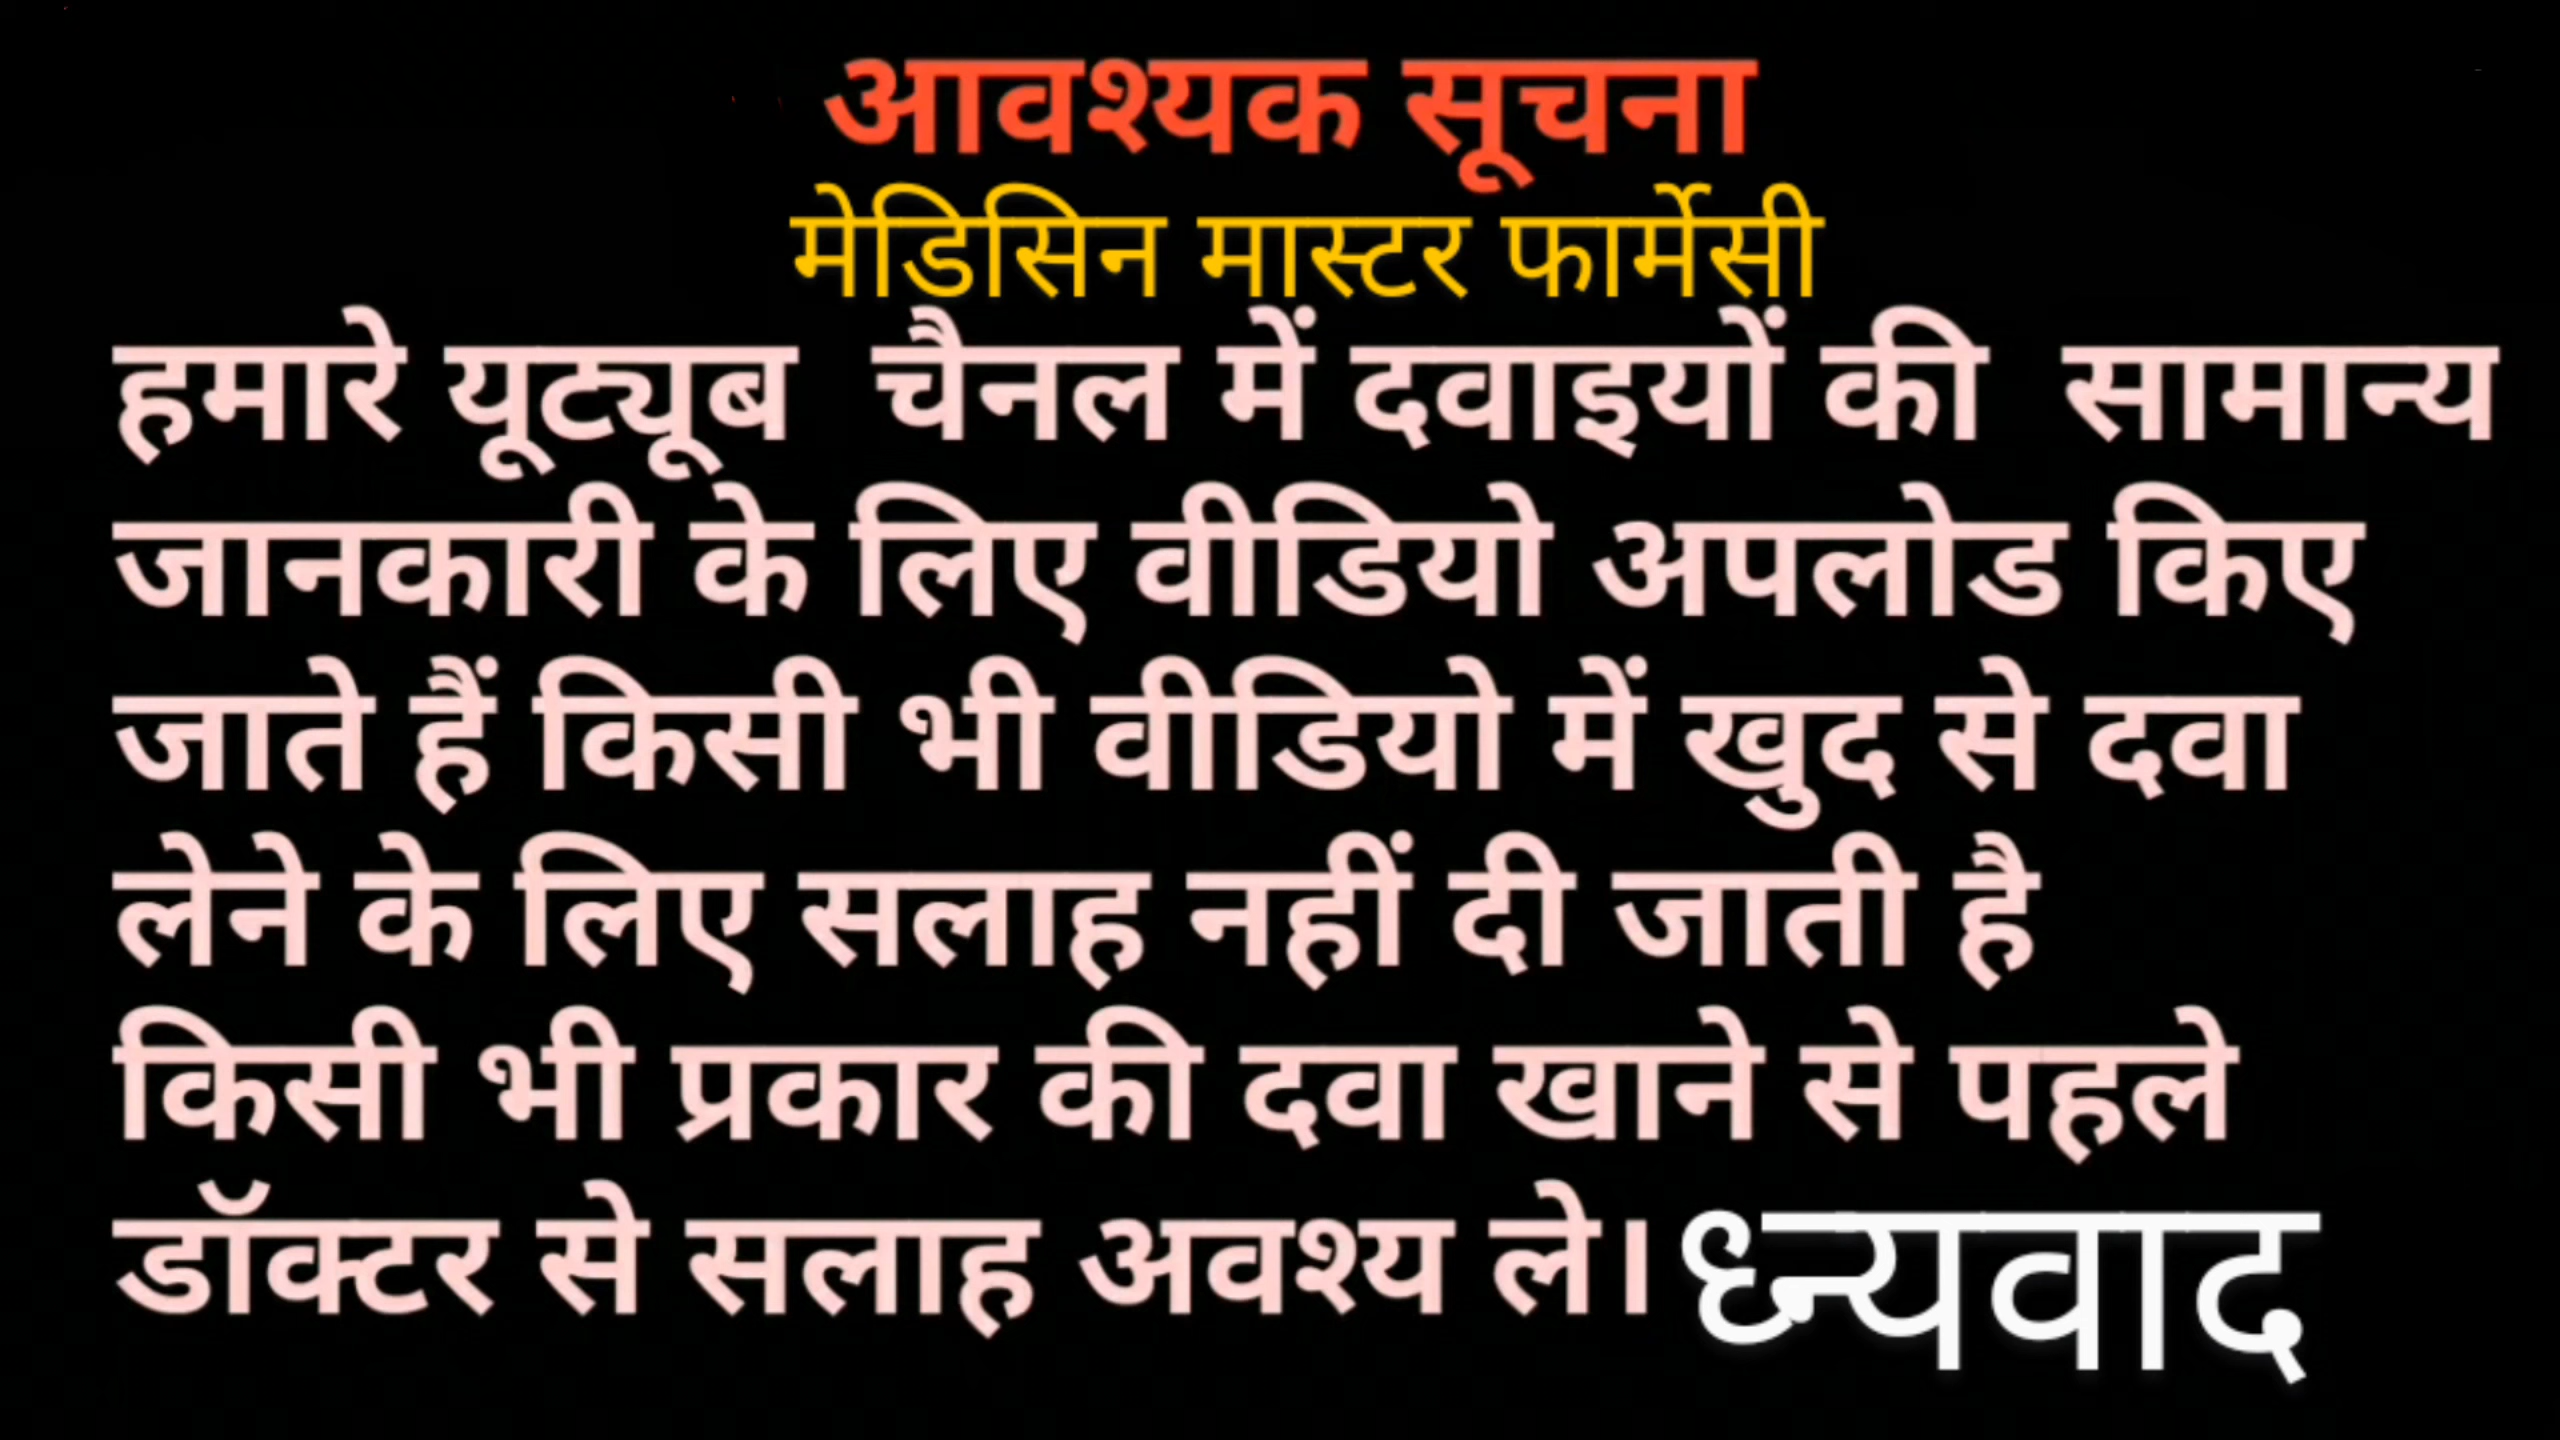 आवश्यक सूचना
मेडिसिन मास्टर फार्मेसी
हमारे यूट्यूब चैनल में दवाइयों की सामान्य
जानकारी के लिए वीडियो अपलोड किए
जाते हैं किसी भी वीडियो में खुद से दवा
लेने के लिए सलाह नहीं दी जाती है
किसी भी प्रकार की दवा खाने से पहले
डॉक्टर से सलाह अवश्य ले। ध्न्यवाद